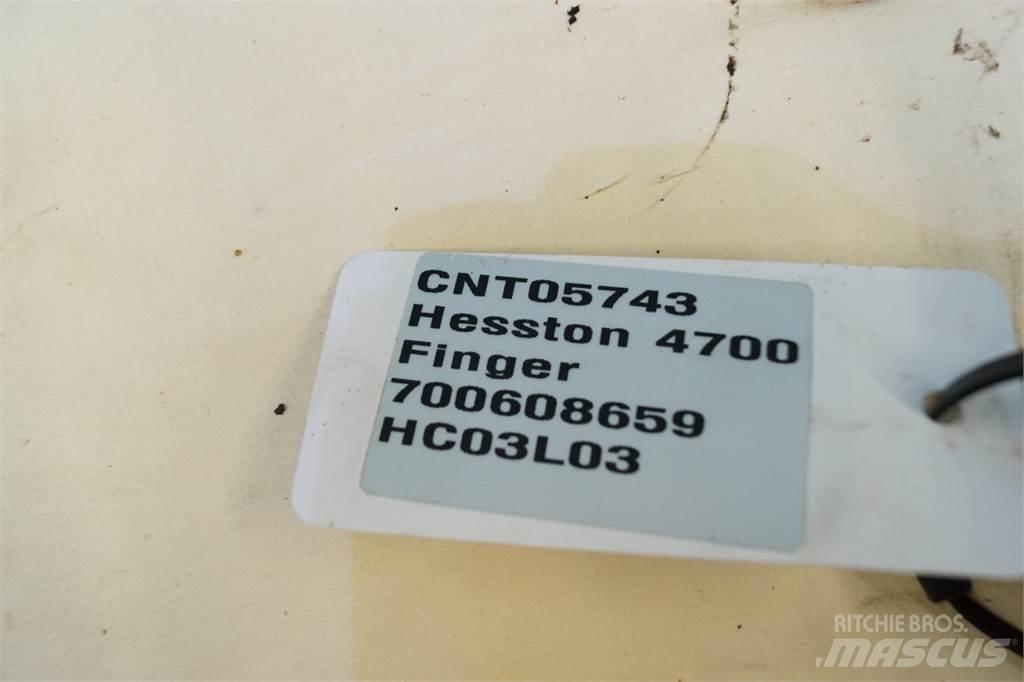 CNT05743
Hesston 4700
Finger
700608659
HC03L03
RITCHIE BROS.
MASCUS